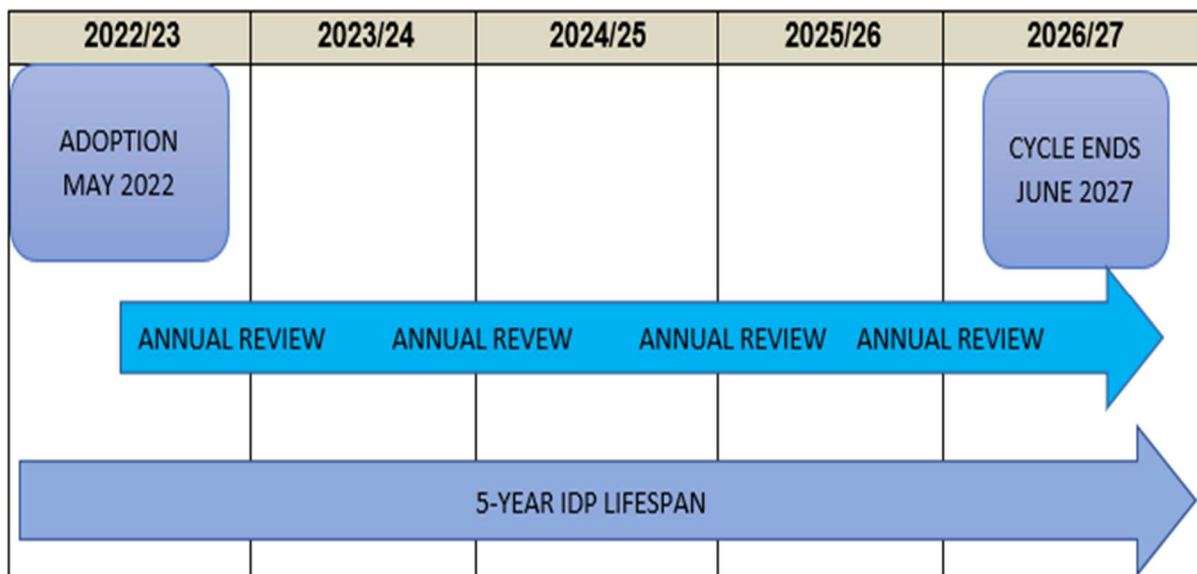 2022/23 2023/24 2024/25 2025/26 2026/27
ADOPTION
MAY 2022
CYCLE ENDS
JUNE 2027
ANNUAL REVIEW ANNUAL REVEW ANNUAL REVIEW ANNUAL REVIEW
5-YEAR IDP LIFESPAN